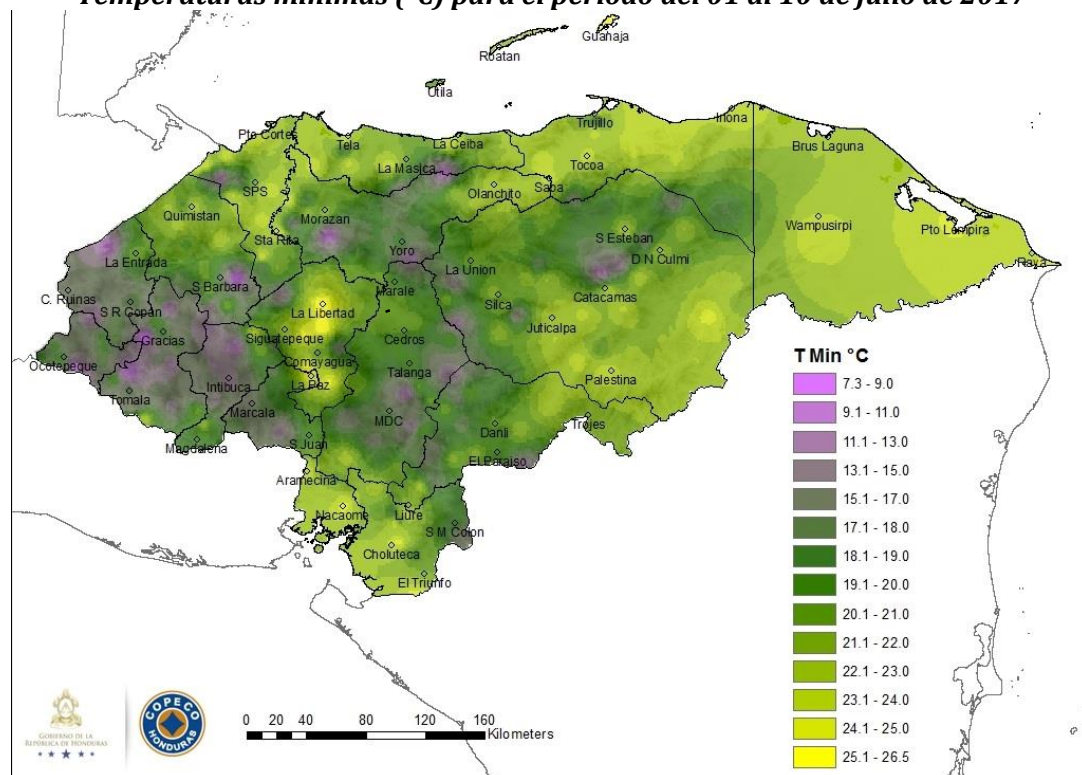 Temperaturas mínimas (°C) para el periodo del 01 al 10 de julio de 2017
Guanaja
Roatan
Utila
Trujillo
Iriona
Pto Cortes
Tela
La Ceiba
Brus Laguna
La Masica
Tocoa
SPS
Olanchito
Saba
Quimistan
Morazan
Wampusirpi
Sta Rita
S Esteban
Pto Lempira
Yoro
La Entrada
La Union
D N Culmi
Raya
S Barbara
Marale
C. Ruinas
Silca
Catacamas
S R Copan
La Libertad
Juticalpa
Gracias
Siguatepeque
Cedros
Ocotepeque
Comayagua
Talanga
Intibuca
La Paz
Palestina
Tomala
Marcala
MDC
Trojes
Danli
Magdalena
S Juan
El Paraiso
Aramecina
Nacaome
Liure
S M Colon
Choluteca
El Triunfo
T Min °C
7.3 - 9.0
9.1 - 11.0
11.1 - 13.0
13.1 - 15.0
15.1 - 17.0
17.1 - 18.0
18.1 - 19.0
19.1 - 20.0
20.1 - 21.0
21.1 - 22.0
22.1 - 23.0
23.1 - 24.0
24.1 - 25.0
25.1 - 26.5
GOBIERNO DE LA
REPÚBLICA DE HONDURAS
COPECO
HONDURAS
0 20 40 80 120 160
Kilometers